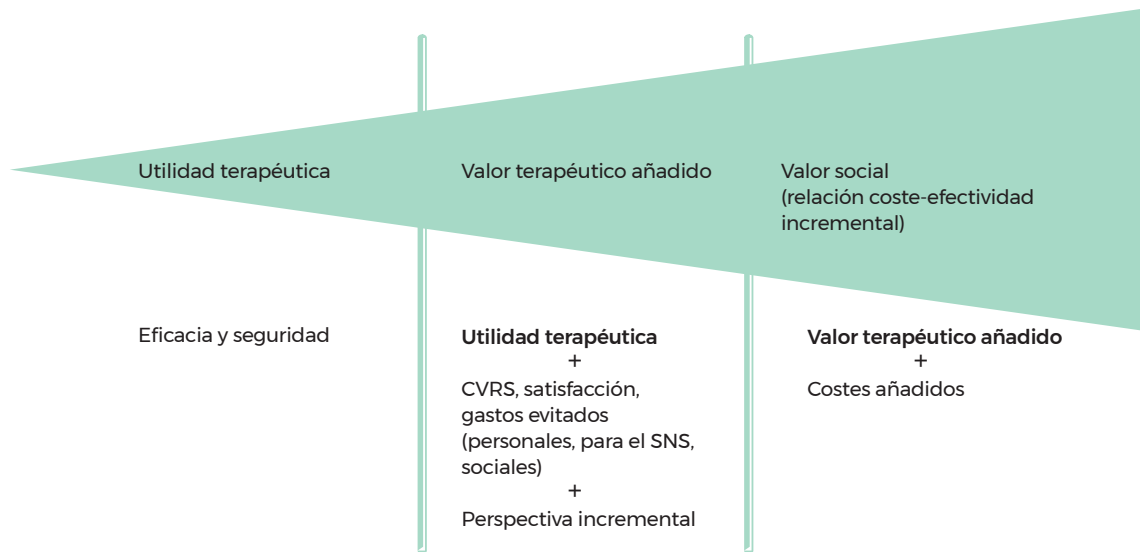 Utilidad terapéutica
Valor terapéutico añadido
Valor social
(relación coste-efectividad
incremental)
Eficacia y seguridad
Utilidad terapéutica
+
CVRS, satisfacción,
gastos evitados
(personales, para el SNS,
sociales)
+
Perspectiva incremental
Valor terapéutico añadido
+
Costes añadidos